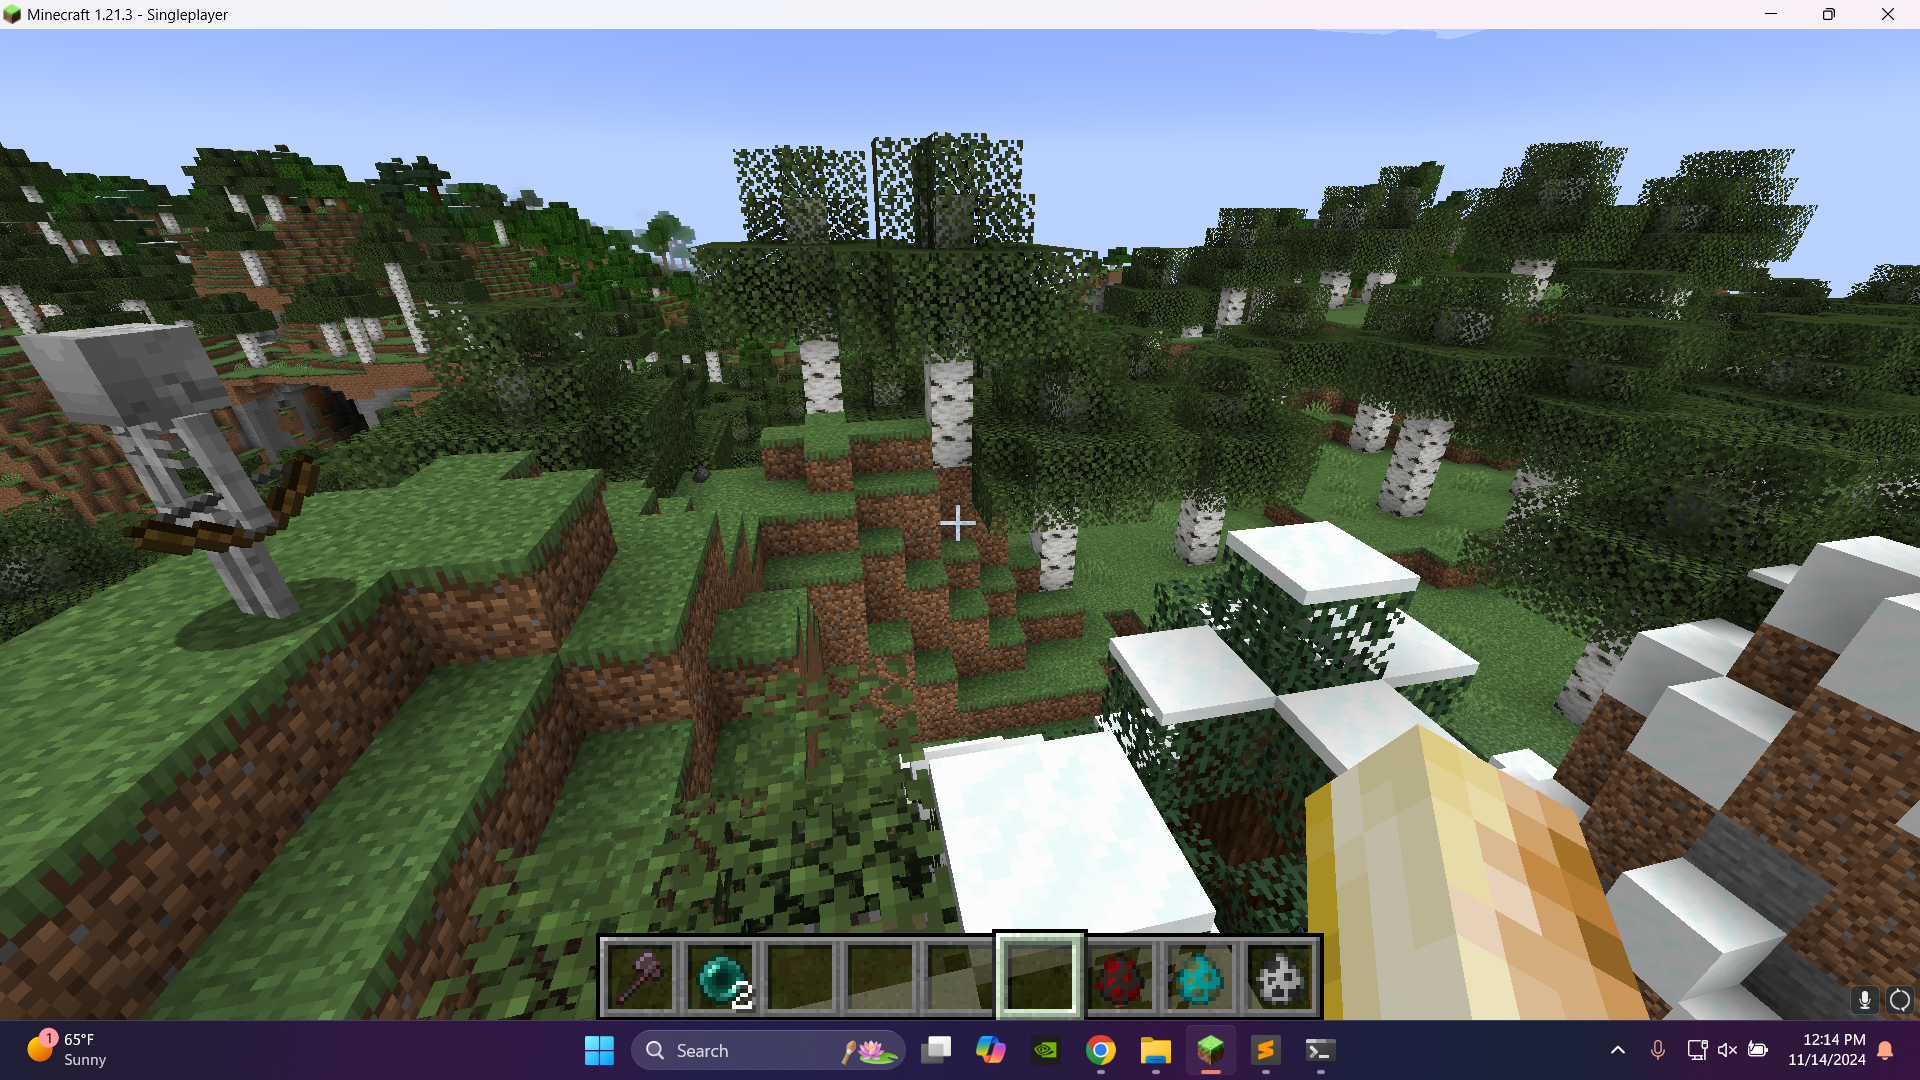 Minecraft 1.21.3 - Singleplayer
2
1
65°F
Sunny
Search
12:14 PM
11/14/2024